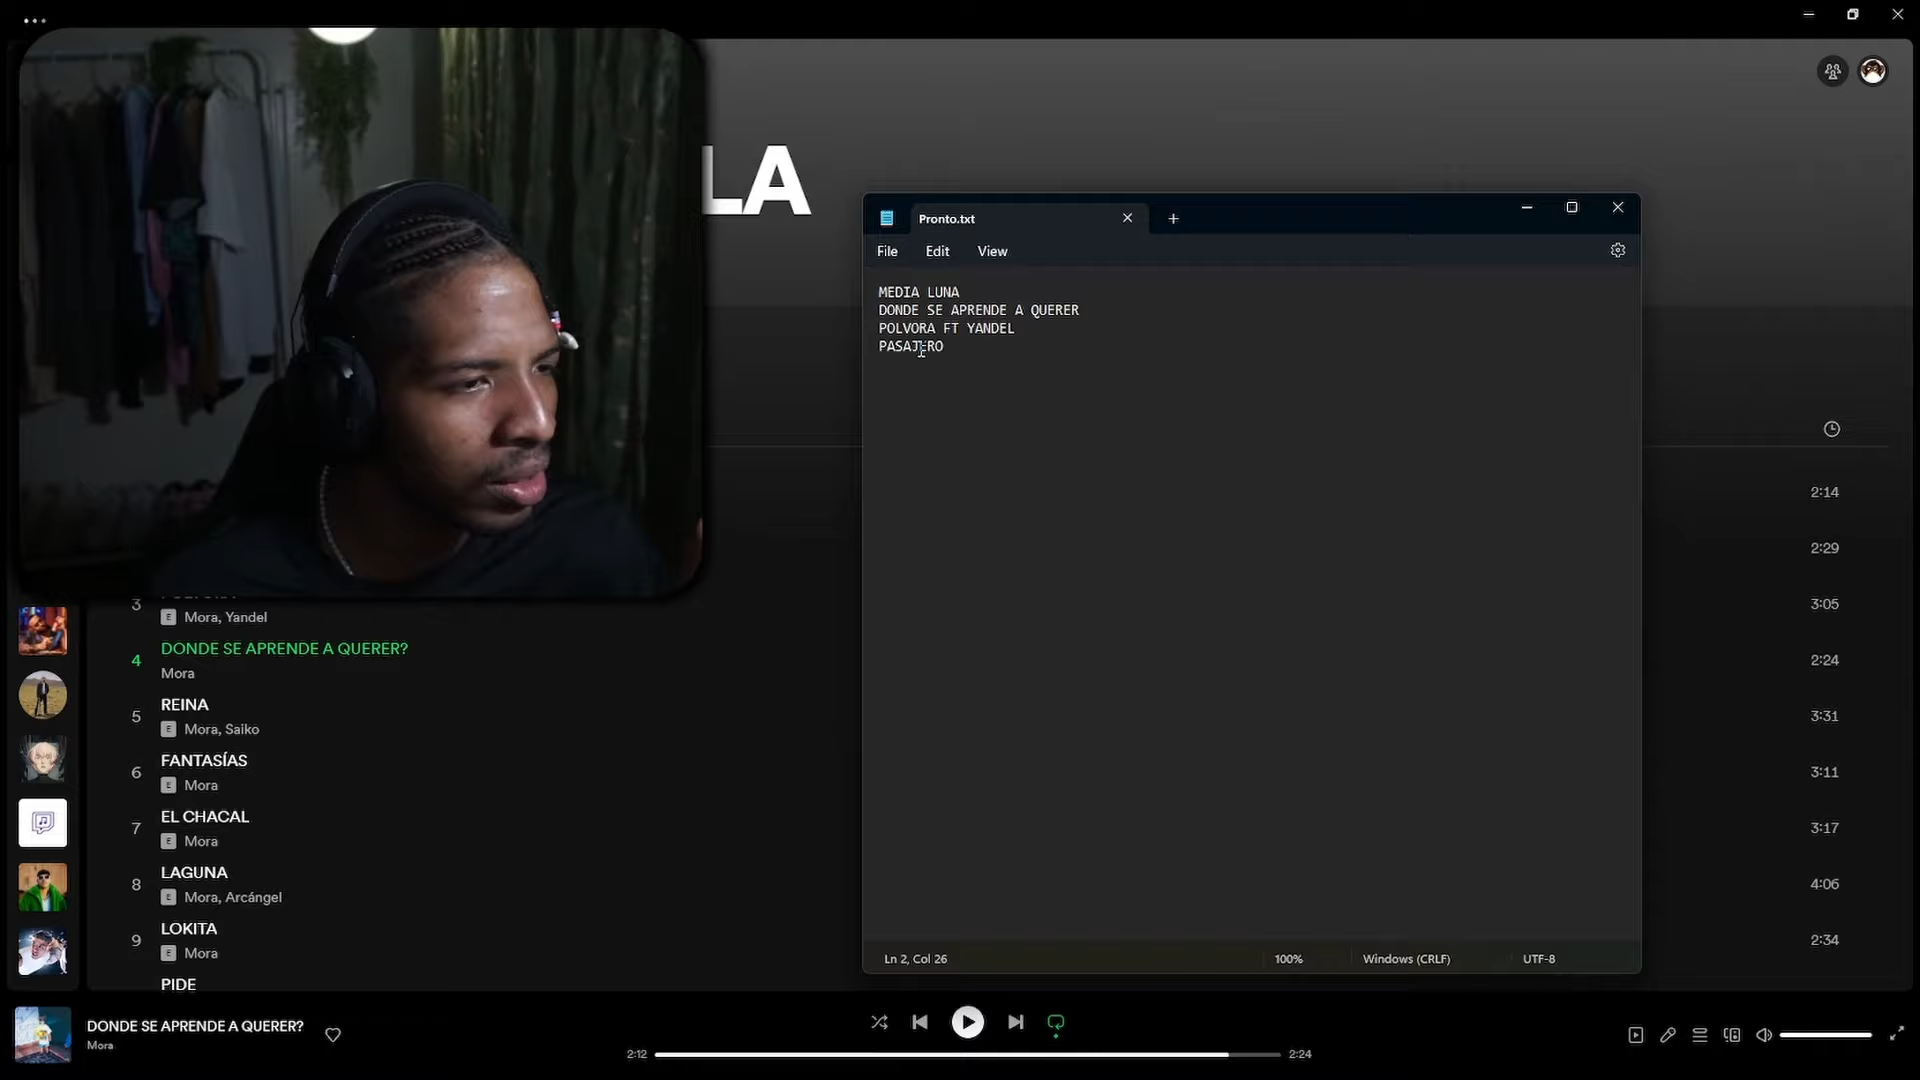 LA
Pronto.txt
File Edit View
MEDIA LUNA
DONDE SE APRENDE A QUERER
POLVORA FT YANDEL
PASAJERO
2:14
2:29
3 3:05
E Mora, Yandel
DONDE SE APRENDE A QUERER?
4 2:24
Mora
REINA
5 3:31
E Mora, Saiko
FANTASÍAS
6 3:11
E Mora
EL CHACAL
7 3:17
E Mora
LAGUNA
8 4:06
E Mora, Arcángel
LOKITA
9 2:34
E Mora
PIDE
Ln 2, Col 26 100% Windows (CRLF) UTF-8
DONDE SE APRENDE A QUERER?
Mora
2:12 2:24